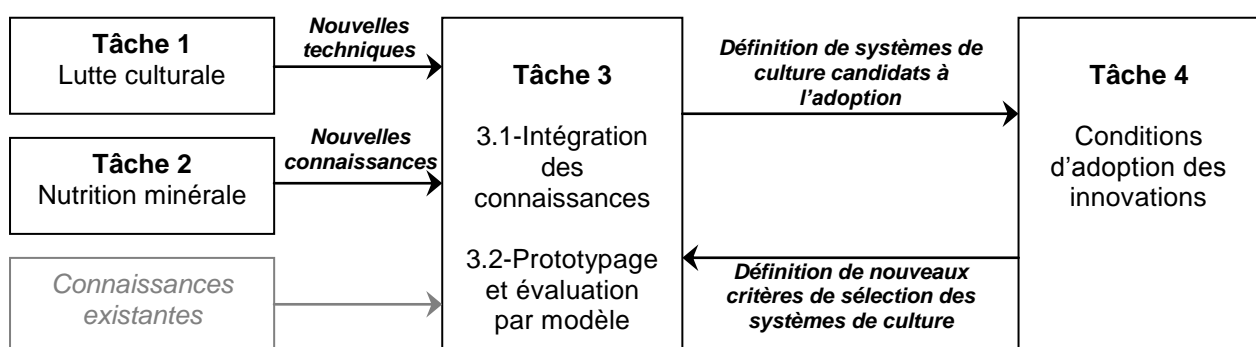 Tâche 1
Lutte culturale
Nouvelles
techniques
Tâche 2
Nutrition minérale
Nouvelles
connaissances
Connaissances
existantes
Tâche 3
3.1-Intégration
des
connaissances
3.2-Prototypage
et évaluation
par modèle
Définition de systèmes de
culture candidats à
l’adoption
Définition de nouveaux
critères de sélection des
systèmes de culture
Tâche 4
Conditions
d’adoption des
innovations